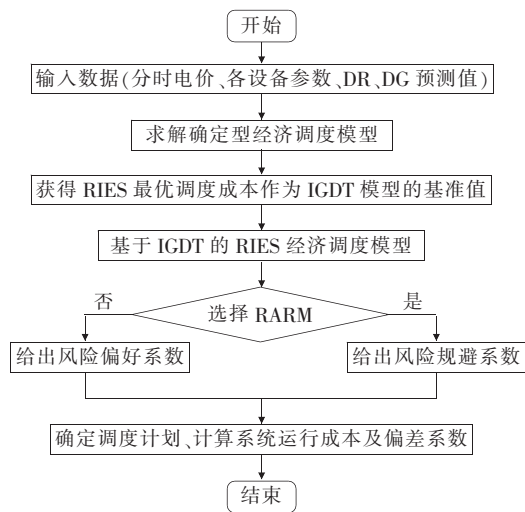 开始
输入数据(分时电价、各设备参数、DR、DG 预测值)
求解确定型经济调度模型
获得 RIES 最优调度成本作为 IGDT 模型的基准值
基于 IGDT 的 RIES 经济调度模型
否
选择 RARM
是
给出风险偏好系数
给出风险规避系数
确定调度计划、计算系统运行成本及偏差系数
结束